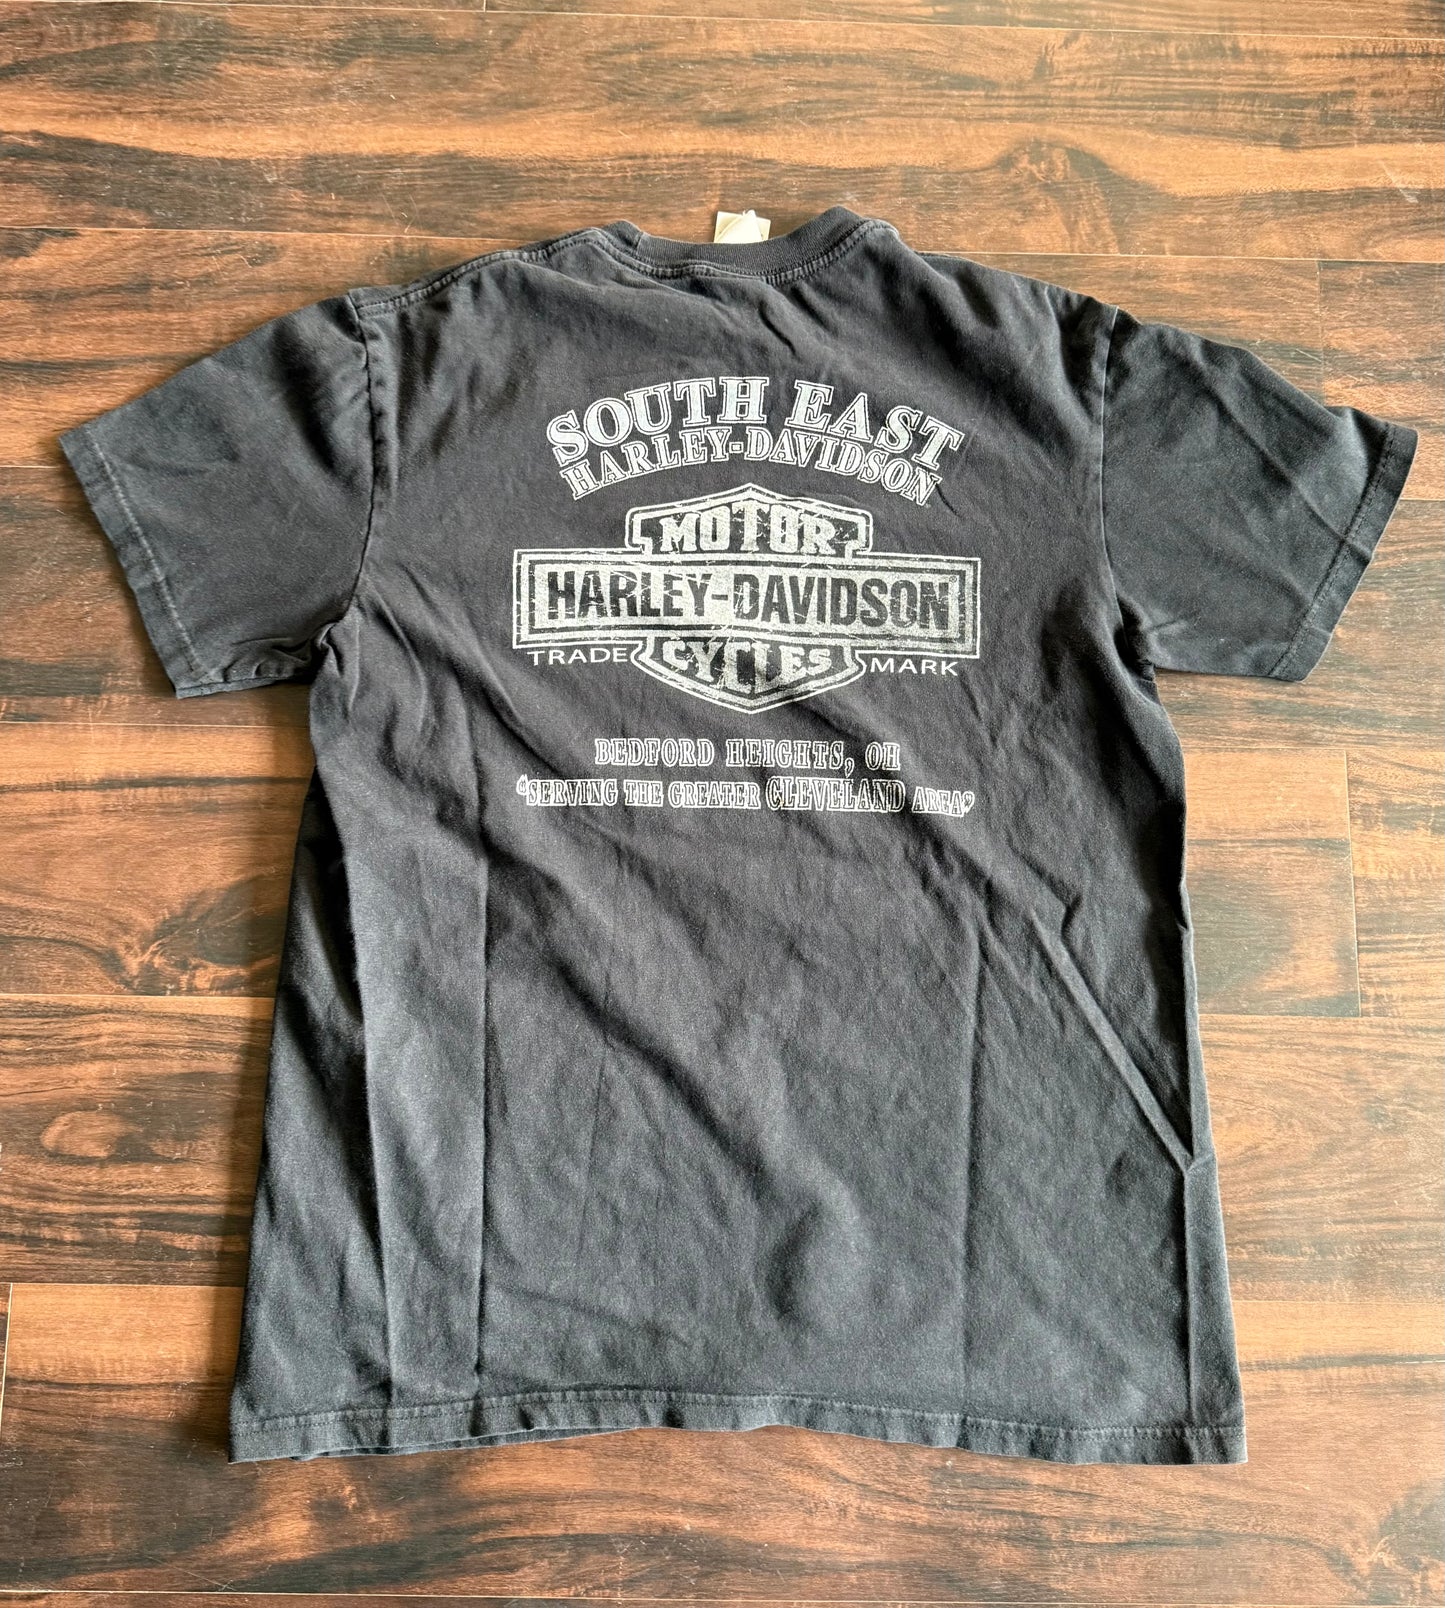 SOUTH EAST
HARLEY-DAVIDSON
MOTOR
HARLEY-DAVIDSON
CYCLES
TRADE MARK
BEDFORD HEIGHTS, OH
"SERVING THE GREATER CLEVELAND AREA"